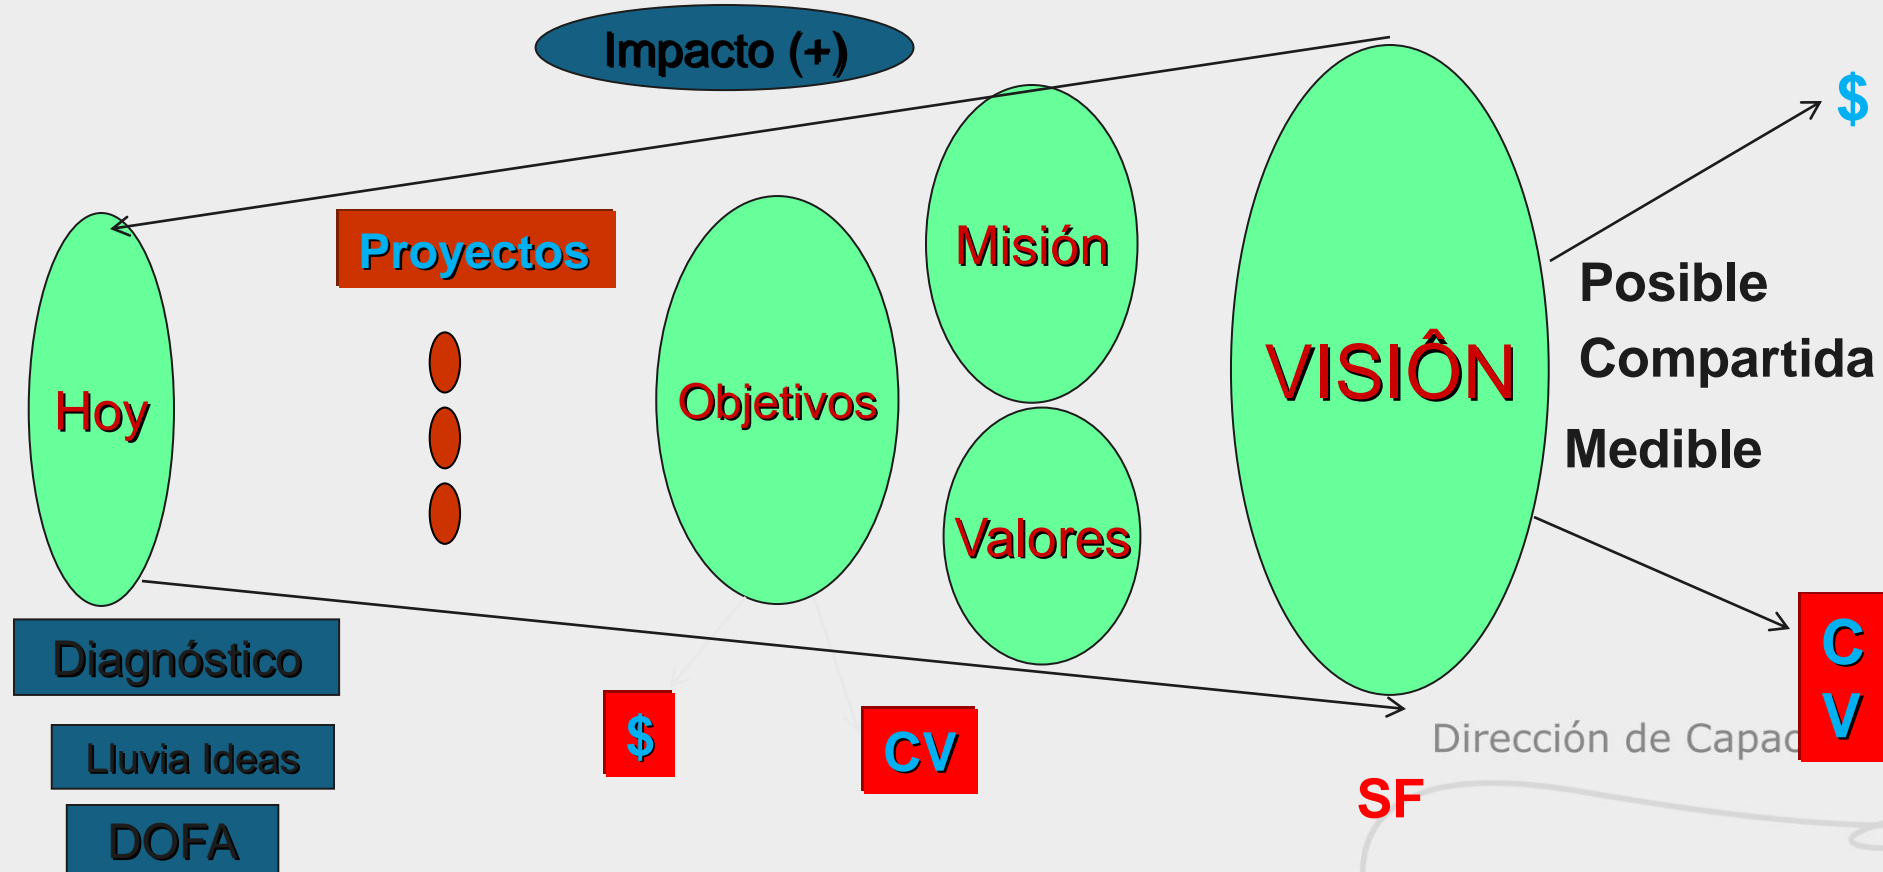 Impacto (+)
$
Misión
Proyectos
Posible
Compartida
VISIÔN
Hoy
Objetivos
Medible
Valores
C
V
Diagnóstico
$
CV
Dirección de Capac
Lluvia Ideas
SF
DOFA